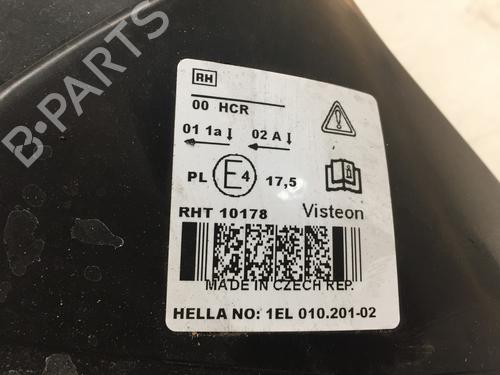 B-PARTS
RH
00 HCR
01 1a 02 A
PL E4 17,5
RHT 10178 Visteon
MADE IN CZECH REP.
HELLA NO: 1EL 010.201-02